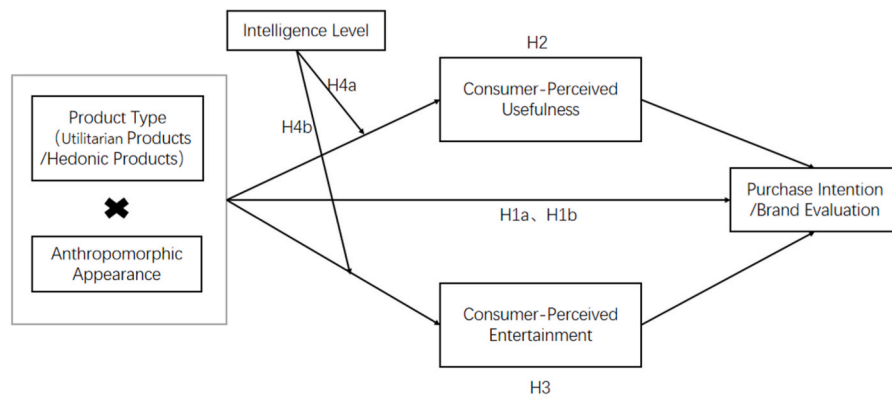 Intelligence Level
H2
H4a
H4b
Product Type
（Utilitarian Products
/Hedonic Products）
✖
Anthropomorphic
Appearance
Consumer-Perceived
Usefulness
H1a、H1b
Purchase Intention
/Brand Evaluation
Consumer-Perceived
Entertainment
H3